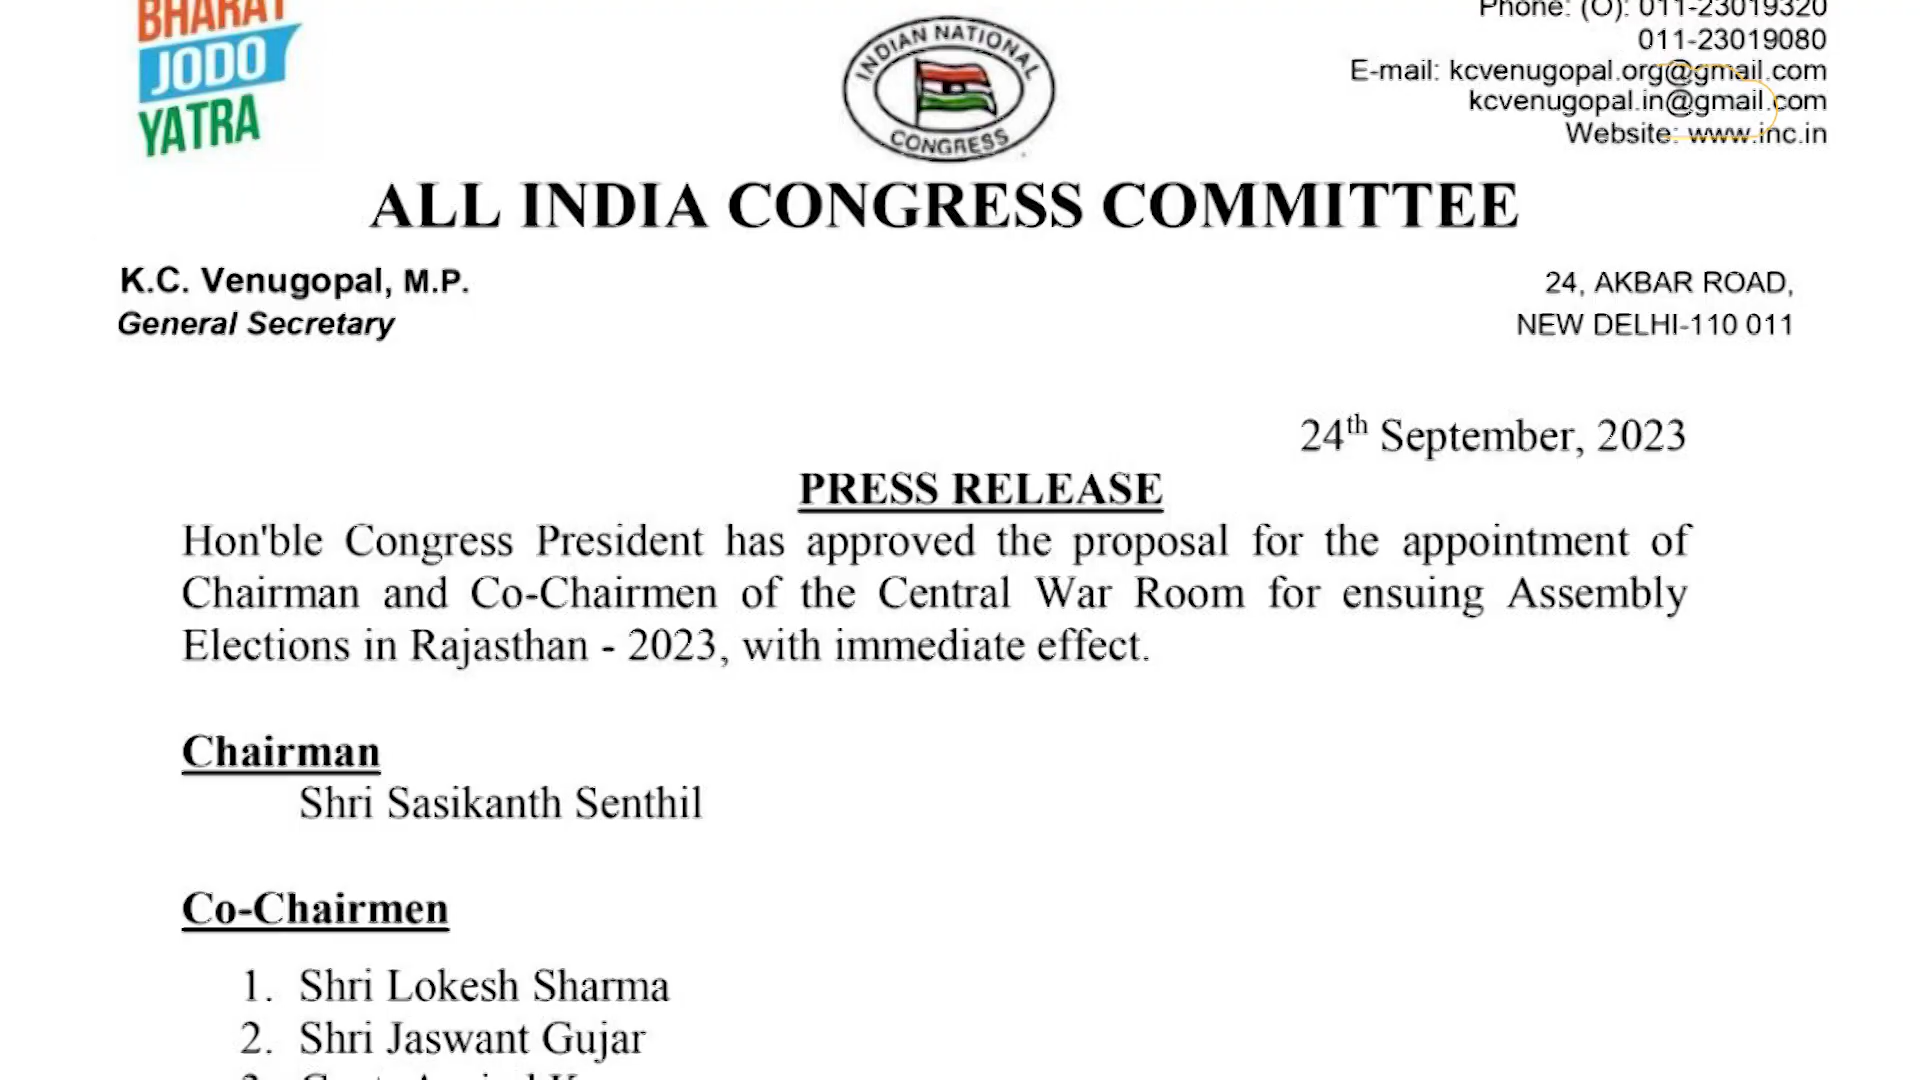 BHARAT
JODO
YATRA
INDIAN NATIONAL
CONGRESS
Phone: (O): 011-23019320
011-23019080
E-mail: kcvenugopal.org@gmail.com
kcvenugopal.in@gmail.com
Website: www.inc.in
ALL INDIA CONGRESS COMMITTEE
K.C. Venugopal, M.P.
General Secretary
24, AKBAR ROAD,
NEW DELHI-110 011
24th September, 2023
PRESS RELEASE
Hon'ble Congress President has approved the proposal for the appointment of
Chairman and Co-Chairmen of the Central War Room for ensuing Assembly
Elections in Rajasthan - 2023, with immediate effect.
Chairman
Shri Sasikanth Senthil
Co-Chairmen
1. Shri Lokesh Sharma
2. Shri Jaswant Gujar